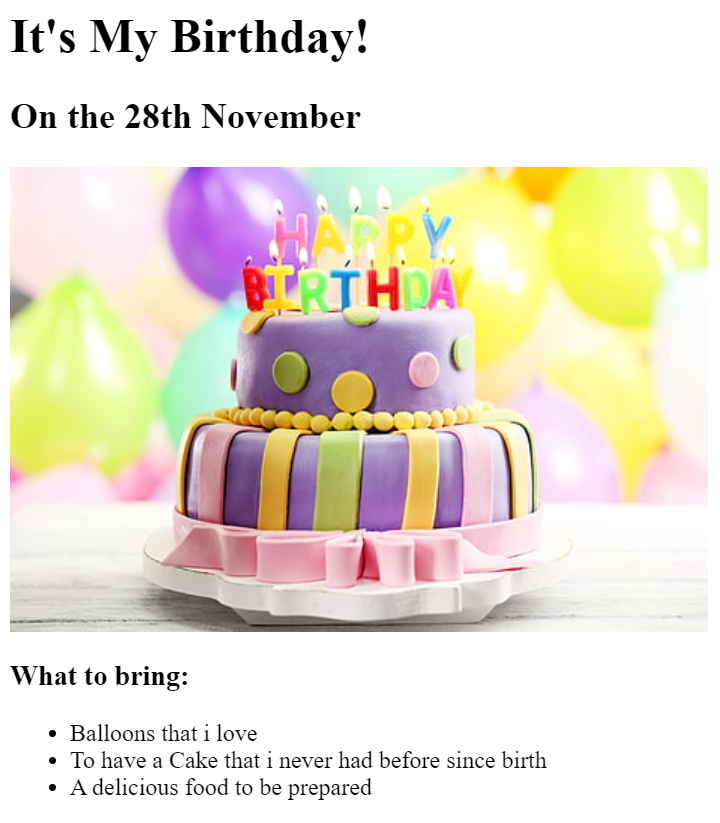 It's My Birthday!
On the 28th November
HAPPY
BIRTHDAY
What to bring:
Balloons that i love
To have a Cake that i never had before since birth
A delicious food to be prepared